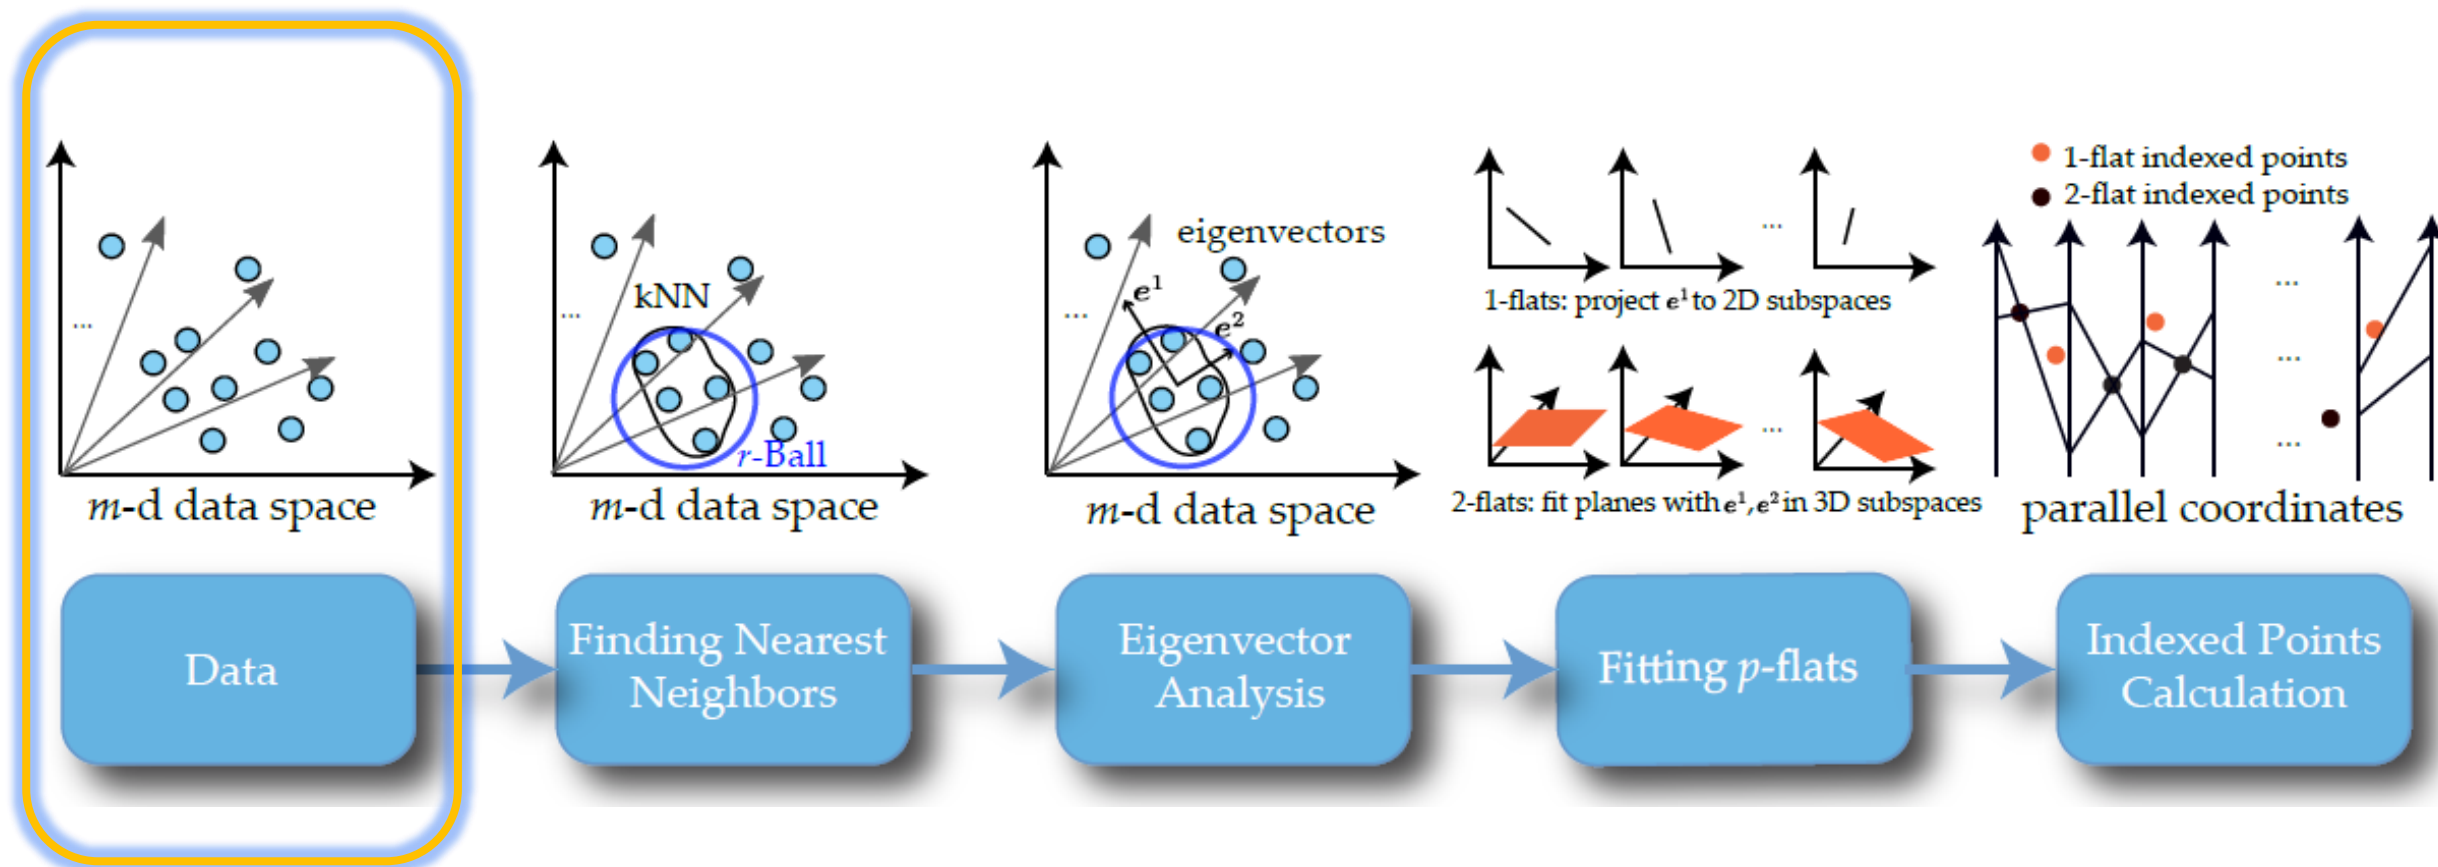 ...
m-d data space
Data
kNN
...
r-Ball
m-d data space
Finding Nearest
Neighbors
eigenvectors
e¹
...
e²
m-d data space
Eigenvector
Analysis
...
1-flats: project e¹ to 2D subspaces
...
2-flats: fit planes with e¹, e² in 3D subspaces
Fitting p-flats
1-flat indexed points
2-flat indexed points
...
...
...
parallel coordinates
Indexed Points
Calculation